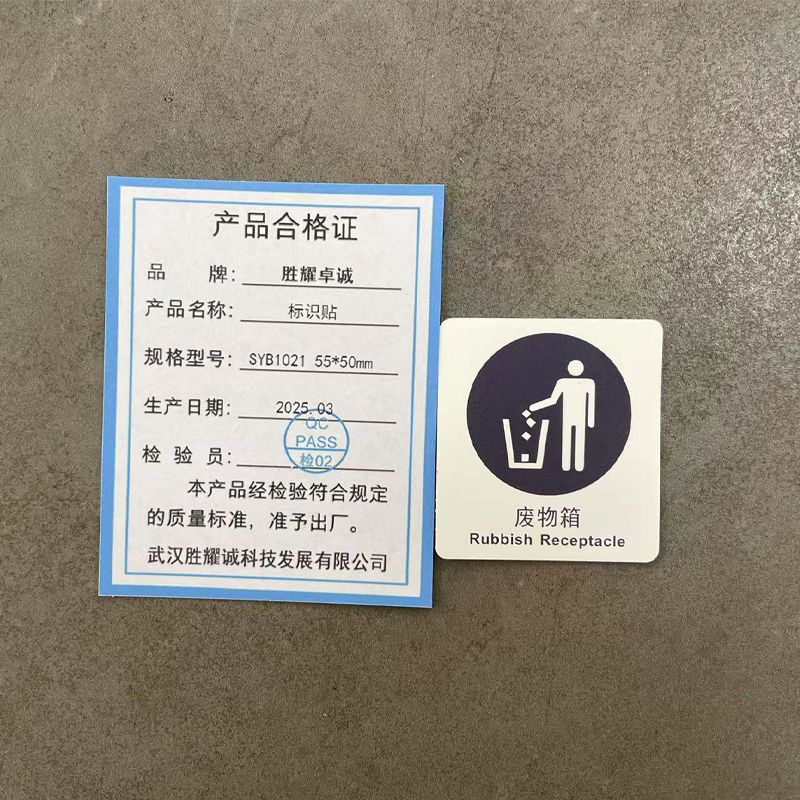 产品合格证
品 牌: 胜耀卓诚
产品名称: 标识贴
规格型号: SYB1021 55*50mm
生产日期: 2025.03
QC
PASS
检02
检 验 员:
本产品经检验符合规定
的质量标准，准予出厂。
武汉胜耀诚科技发展有限公司
废物箱
Rubbish Receptacle